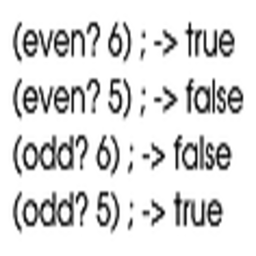 (even? 6) ; -> true
(even? 5) ; -> false
(odd? 6) ; -> false
(odd? 5) ; -> true